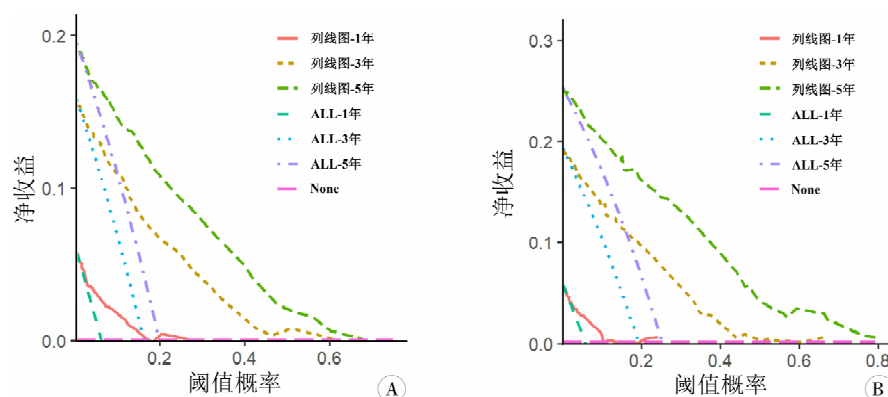 0.2
0.1
0.0
净收益
0.2
0.4
0.6
阈值概率
列线图-1年
列线图-3年
列线图-5年
ALL-1年
ALL-3年
ALL-5年
None
A
0.3
0.2
0.1
0.0
净收益
0.2
0.4
0.6
0.8
阈值概率
列线图-1年
列线图-3年
列线图-5年
ALL-1年
ALL-3年
ALL-5年
None
B